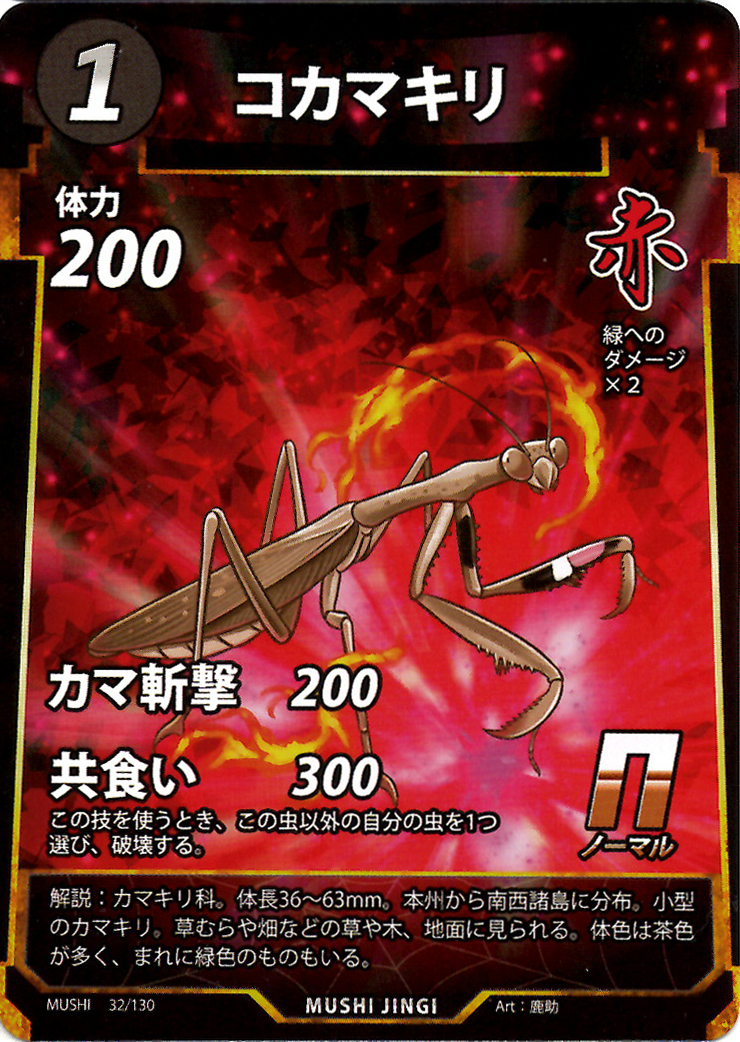 1
コカマキリ
体力
200
赤
緑への
ダメージ
×2
カマ斬撃 200
共食い 300
この技を使うとき、この虫以外の自分の虫を1つ
選び、破壊する。
n
ノーマル
解説：カマキリ科。体長36～63mm。本州から南西諸島に分布。小型
のカマキリ。草むらや畑などの草や木、地面に見られる。体色は茶色
が多く、まれに緑色のものもいる。
MUSHI 32/130
MUSHI JINGI
Art：鹿助